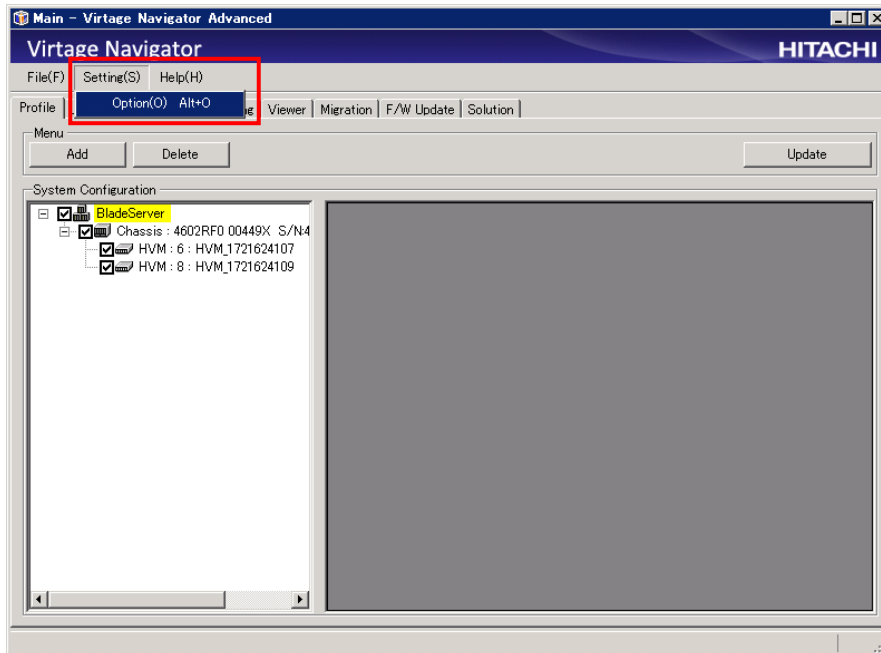 Main - Virtage Navigator Advanced
Virtage Navigator
HITACHI
File(F) Setting(S) Help(H)
Option(O) Alt+O
Profile Viewer Migration F/W Update Solution
Menu
Add Delete Update
System Configuration
BladeServer
Chassis : 4602RF0 00449X S/N:4
HVM : 6 : HVM_1721624107
HVM : 8 : HVM_1721624109